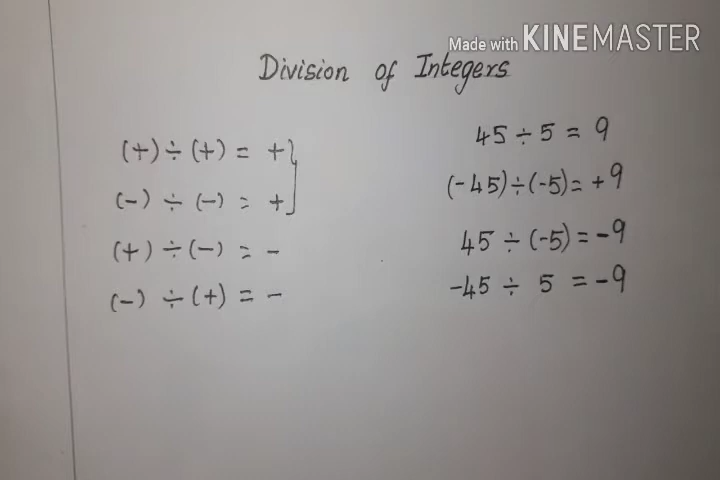 Made with KINEMASTER
Division of Integers
(+) ÷ (+) = +
(-) ÷ (-) = +
(+) ÷ (-) = -
(-) ÷ (+) = -
45 ÷ 5 = 9
(-45) ÷ (-5) = +9
45 ÷ (-5) = -9
-45 ÷ 5 = -9